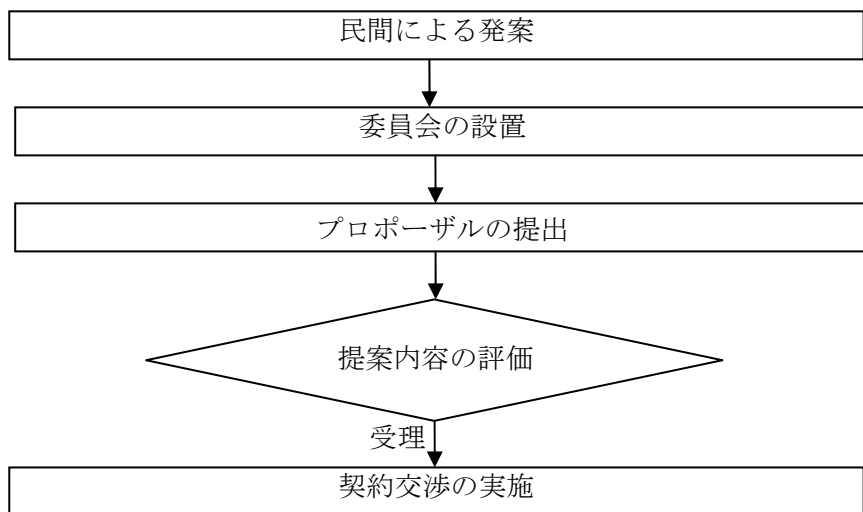 民間による発案
委員会の設置
プロポーザルの提出
提案内容の評価
受理
契約交渉の実施